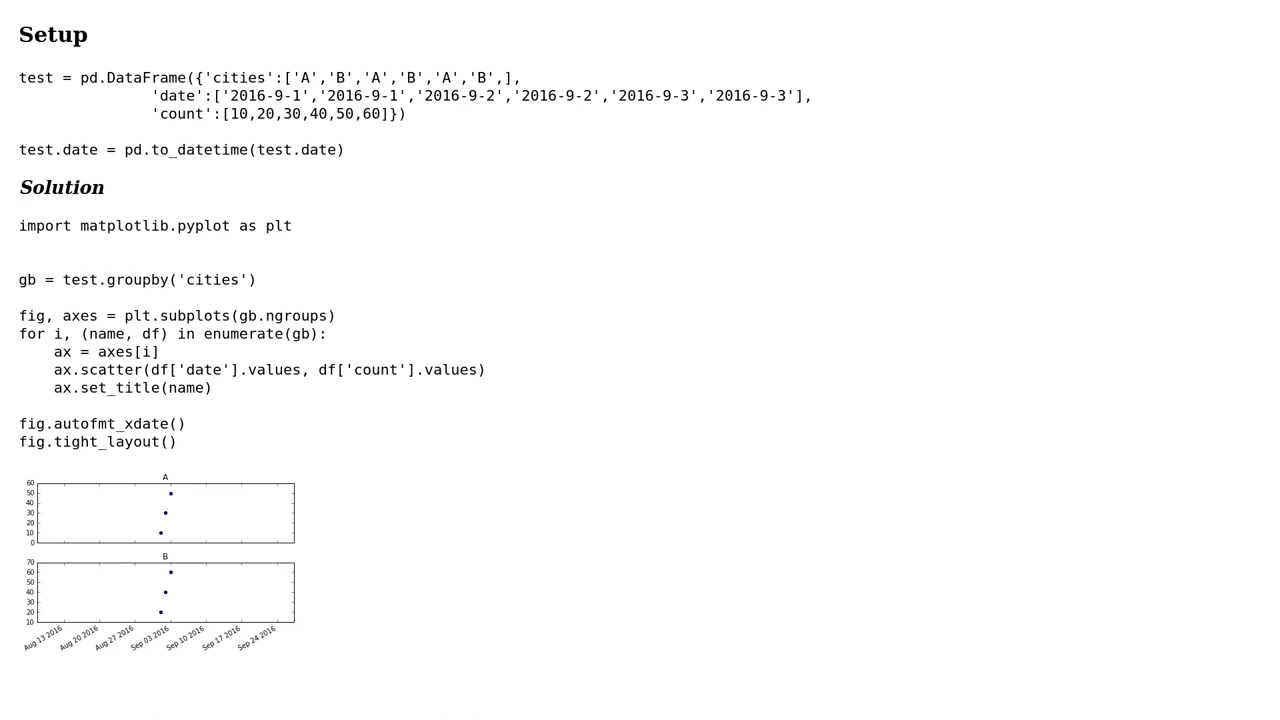 Setup
test = pd.DataFrame({'cities':['A','B','A','B','A','B',],
'date':['2016-9-1','2016-9-1','2016-9-2','2016-9-2','2016-9-3','2016-9-3'],
'count':[10,20,30,40,50,60]})
test.date = pd.to_datetime(test.date)
Solution
import matplotlib.pyplot as plt
gb = test.groupby('cities')
fig, axes = plt.subplots(gb.ngroups)
for i, (name, df) in enumerate(gb):
    ax = axes[i]
    ax.scatter(df['date'].values, df['count'].values)
    ax.set_title(name)
fig.autofmt_xdate()
fig.tight_layout()
A
60
50
40
30
20
10
0
B
70
60
50
40
30
20
10
Aug 13 2016 Aug 20 2016 Aug 27 2016 Sep 03 2016 Sep 10 2016 Sep 17 2016 Sep 24 2016